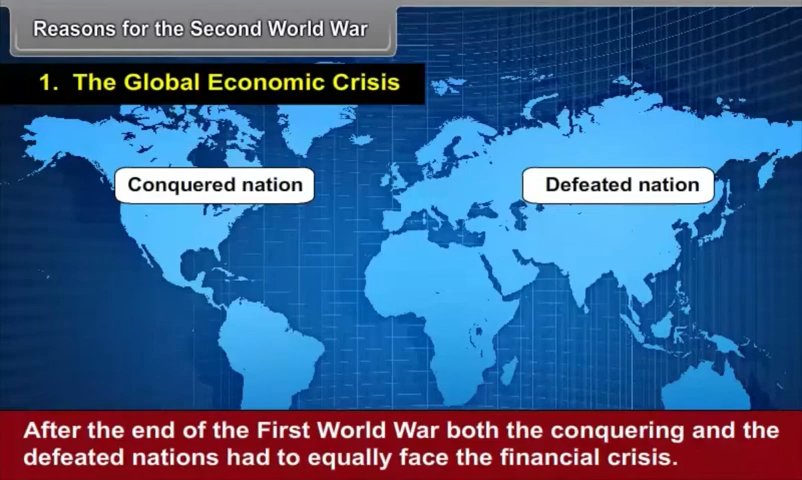 Reasons for the Second World War
1. The Global Economic Crisis
Conquered nation
Defeated nation
After the end of the First World War both the conquering and the
defeated nations had to equally face the financial crisis.